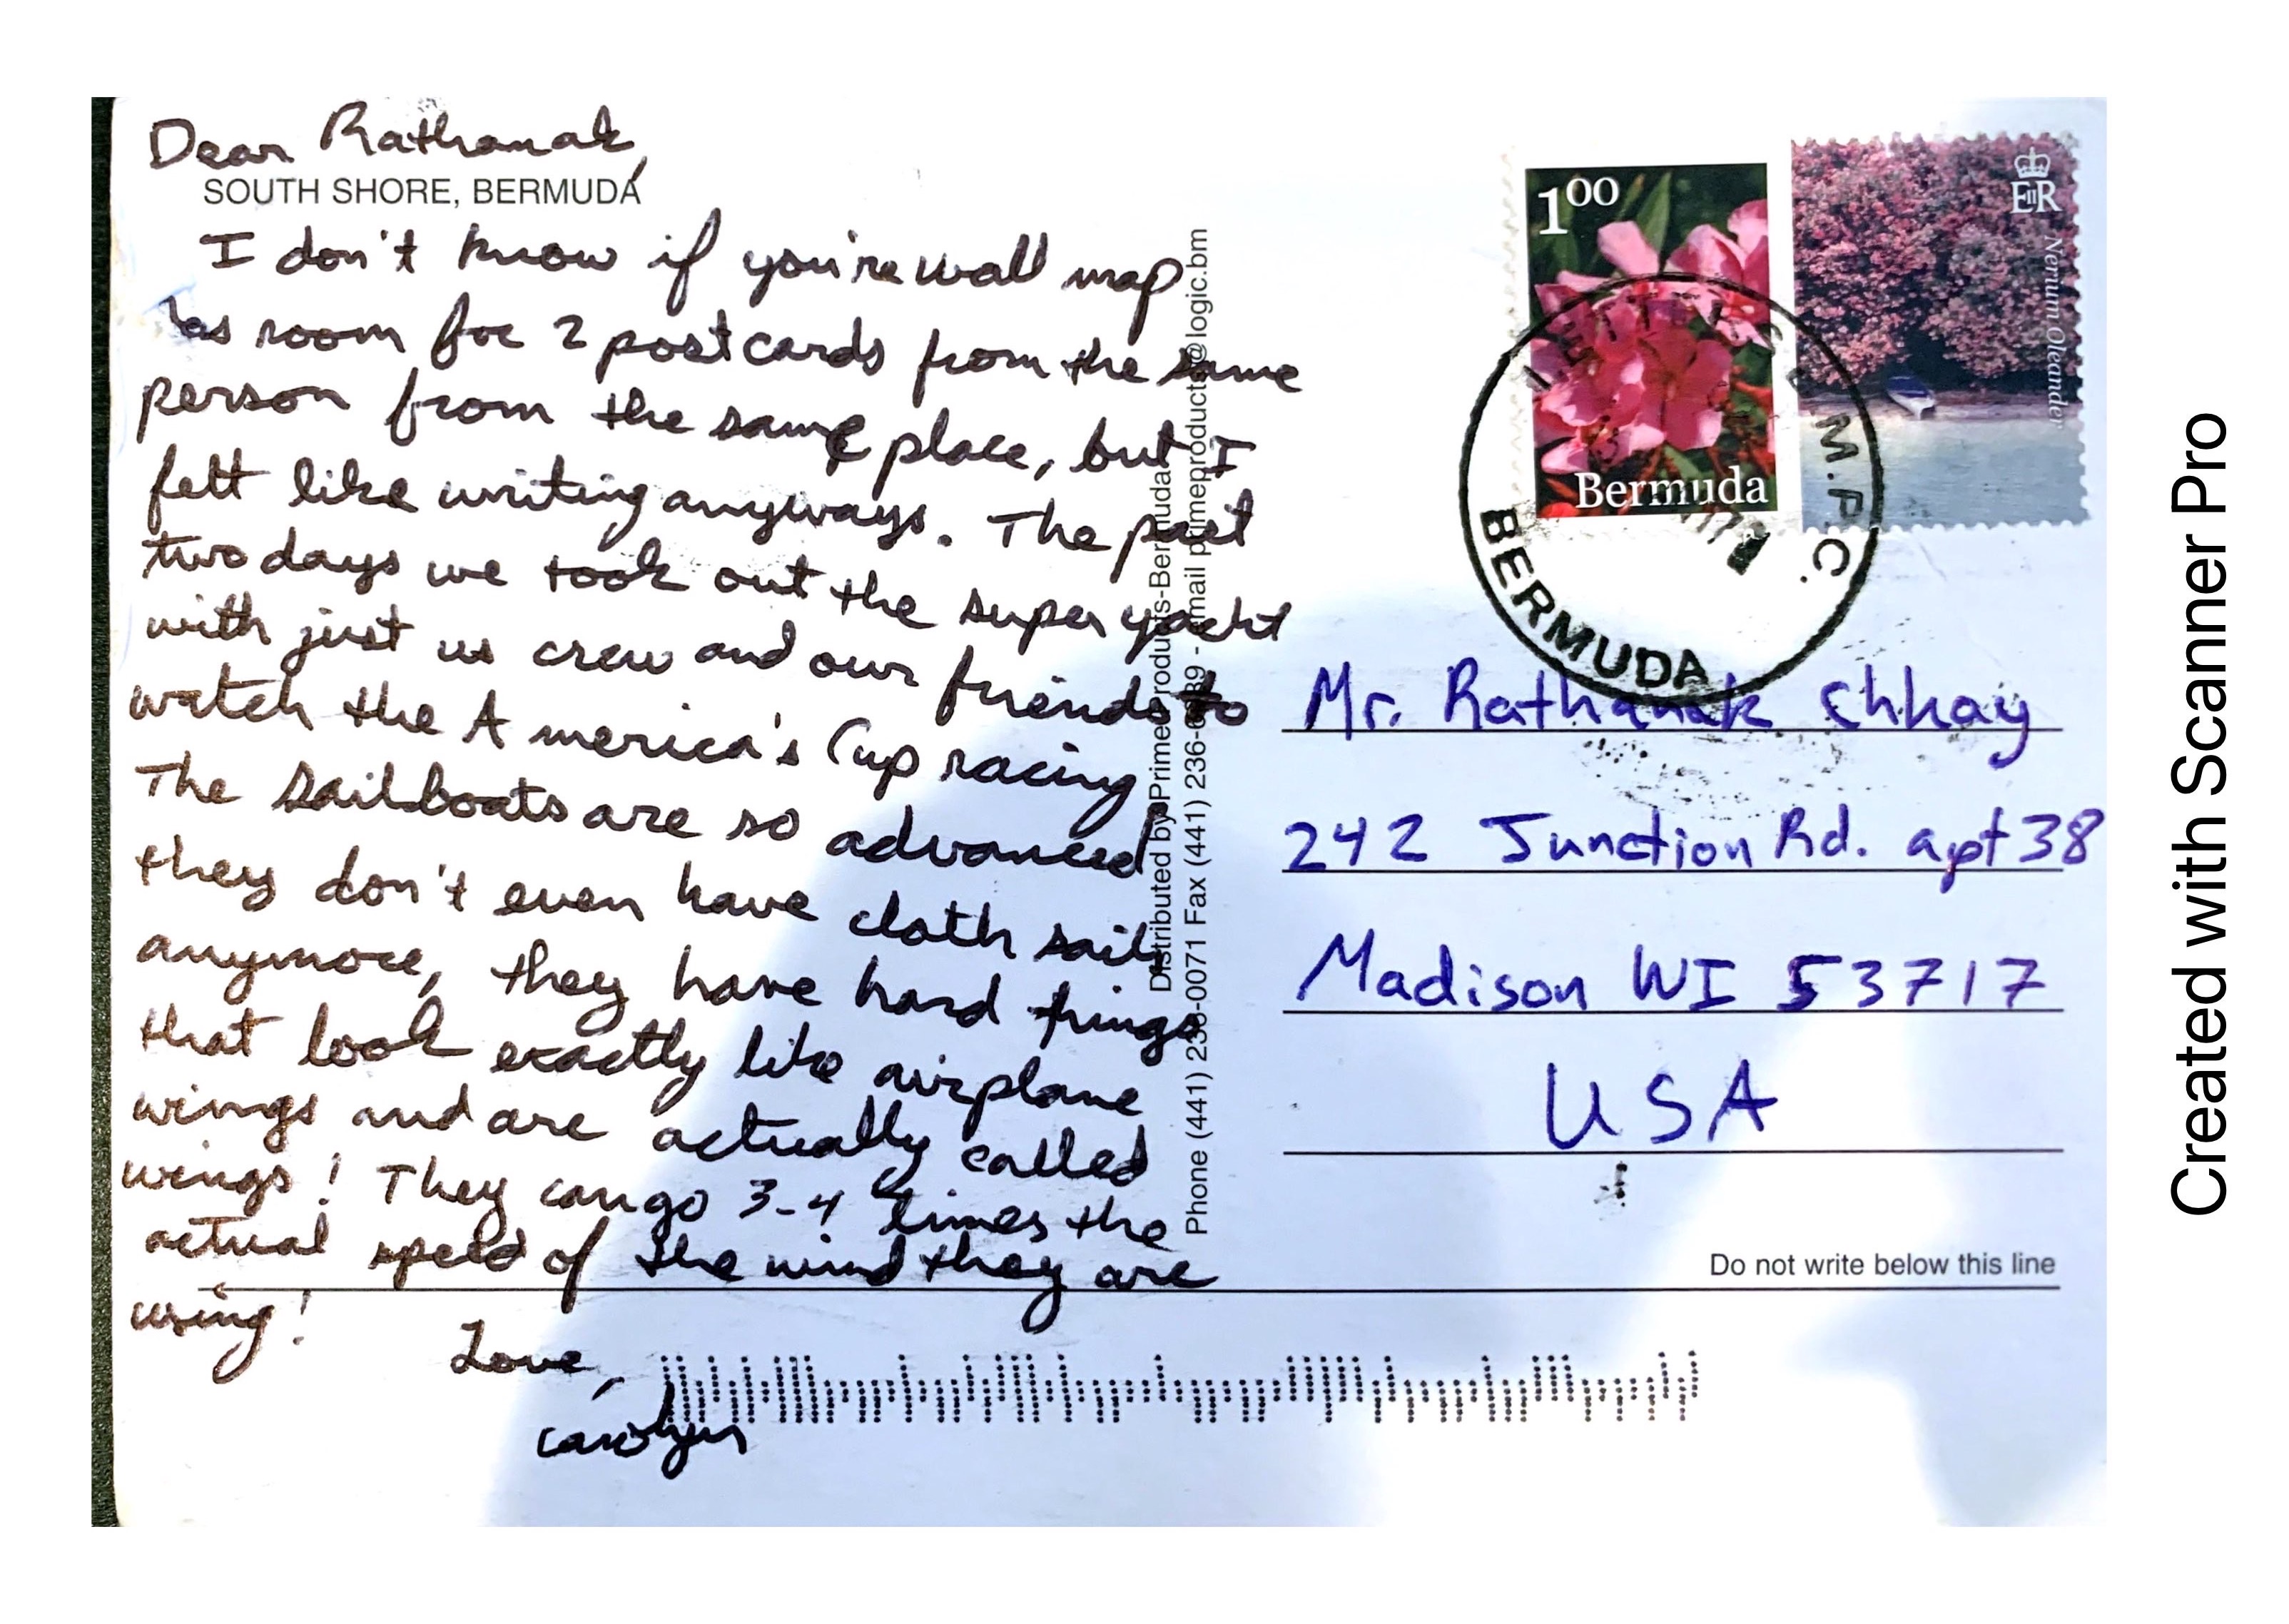 Dear Rathanak,
SOUTH SHORE, BERMUDA
I don't know if you're wall map
has room for 2 postcards from the same
person from the same place, but I
felt like writing anyways. The past
two days we took out the super yacht
with just us crew and our friends to
watch the America's Cup racing
The sailboats are so advanced
they don't even have cloth sails
anymore, they have hard things
that look exactly like airplane
wings and are actually called
wings! They can go 3-4 times the
actual speed of the wind they are
using!
Love,
Carolyn
Distributed by Prime Products-Bermuda
Phone (441) 236-0071 Fax (441) 236- - email primeproducts@logic.bm
1 00
Bermuda
EIIR
Nerium Oleander
M.P.C.
BERMUDA
Mr. Rathanak Chhay
242 Junction Rd. apt 38
Madison WI 53717
USA
Do not write below this line
Created with Scanner Pro